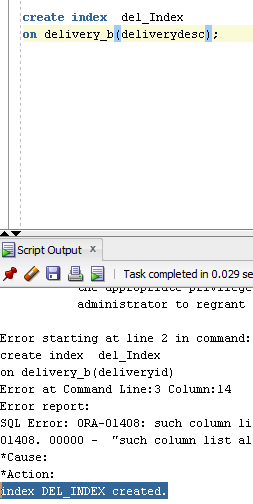 create index  del_Index
on delivery_b(deliverydesc);
Script Output x
Task completed in 0.029 se
the appropriate privilege
administrator to regrant
Error starting at line 2 in command:
create index  del_Index
on delivery_b(deliveryid)
Error at Command Line:3 Column:14
Error report:
SQL Error: ORA-01408: such column li
01408. 00000 -  "such column list al
*Cause:
*Action:
index DEL_INDEX created.